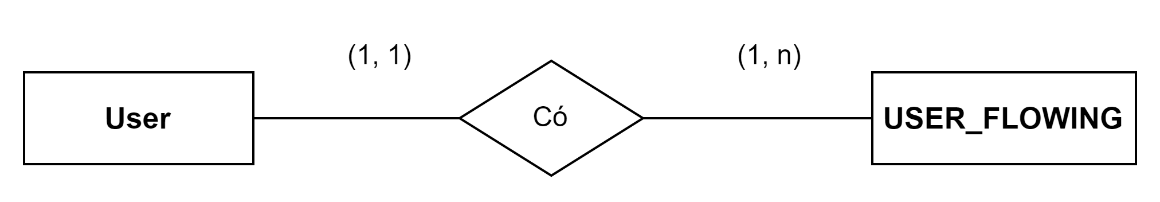 (1, 1)
(1, n)
User
Có
USER_FLOWING